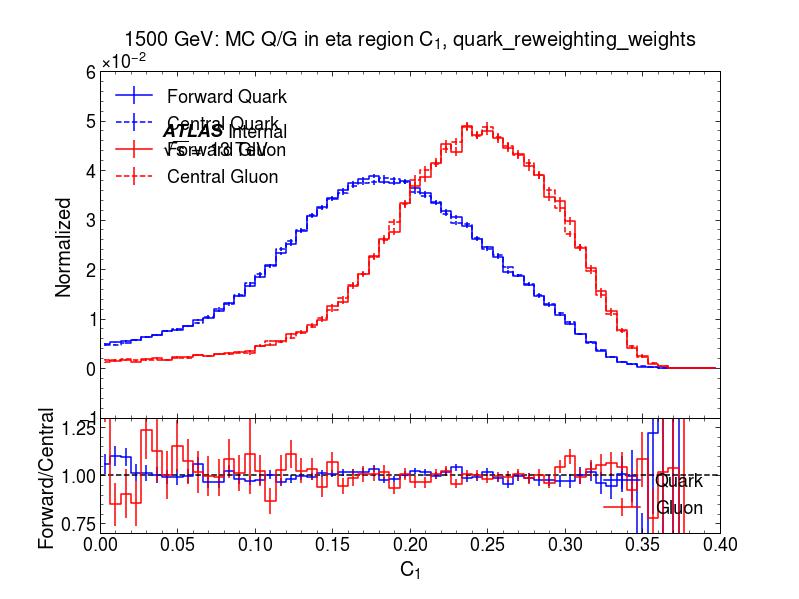 1500 GeV: MC Q/G in eta region C₁, quark_reweighting_weights
×10⁻²
6
5
4
3
2
1
0
−1
Normalized
Forward Quark
Central Quark
ATLAS Internal
√s = 13 TeV
Forward Gluon
Central Gluon
1.25
1.00
0.75
Forward/Central
Quark
Gluon
0.00 0.05 0.10 0.15 0.20 0.25 0.30 0.35 0.40
C₁